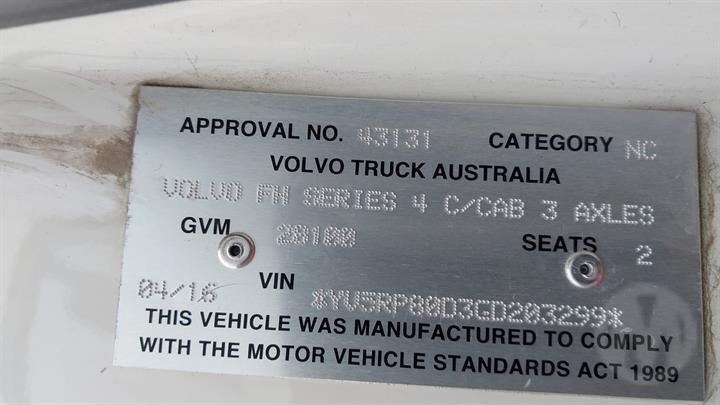 APPROVAL NO. 43131 CATEGORY NC
VOLVO TRUCK AUSTRALIA
VOLVO FH SERIES 4 C/CAB 3 AXLES
GVM 28100 SEATS 2
04/16 VIN *YV5RP80D3GD203299*
THIS VEHICLE WAS MANUFACTURED TO COMPLY
WITH THE MOTOR VEHICLE STANDARDS ACT 1989